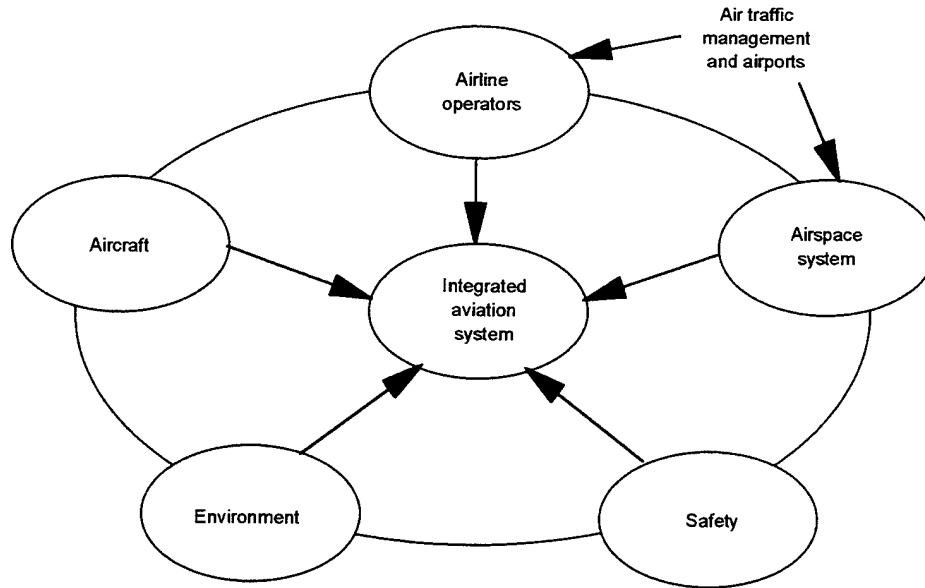 Air traffic
management
and airports
Airline
operators
Aircraft
Airspace
system
Integrated
aviation
system
Environment
Safety